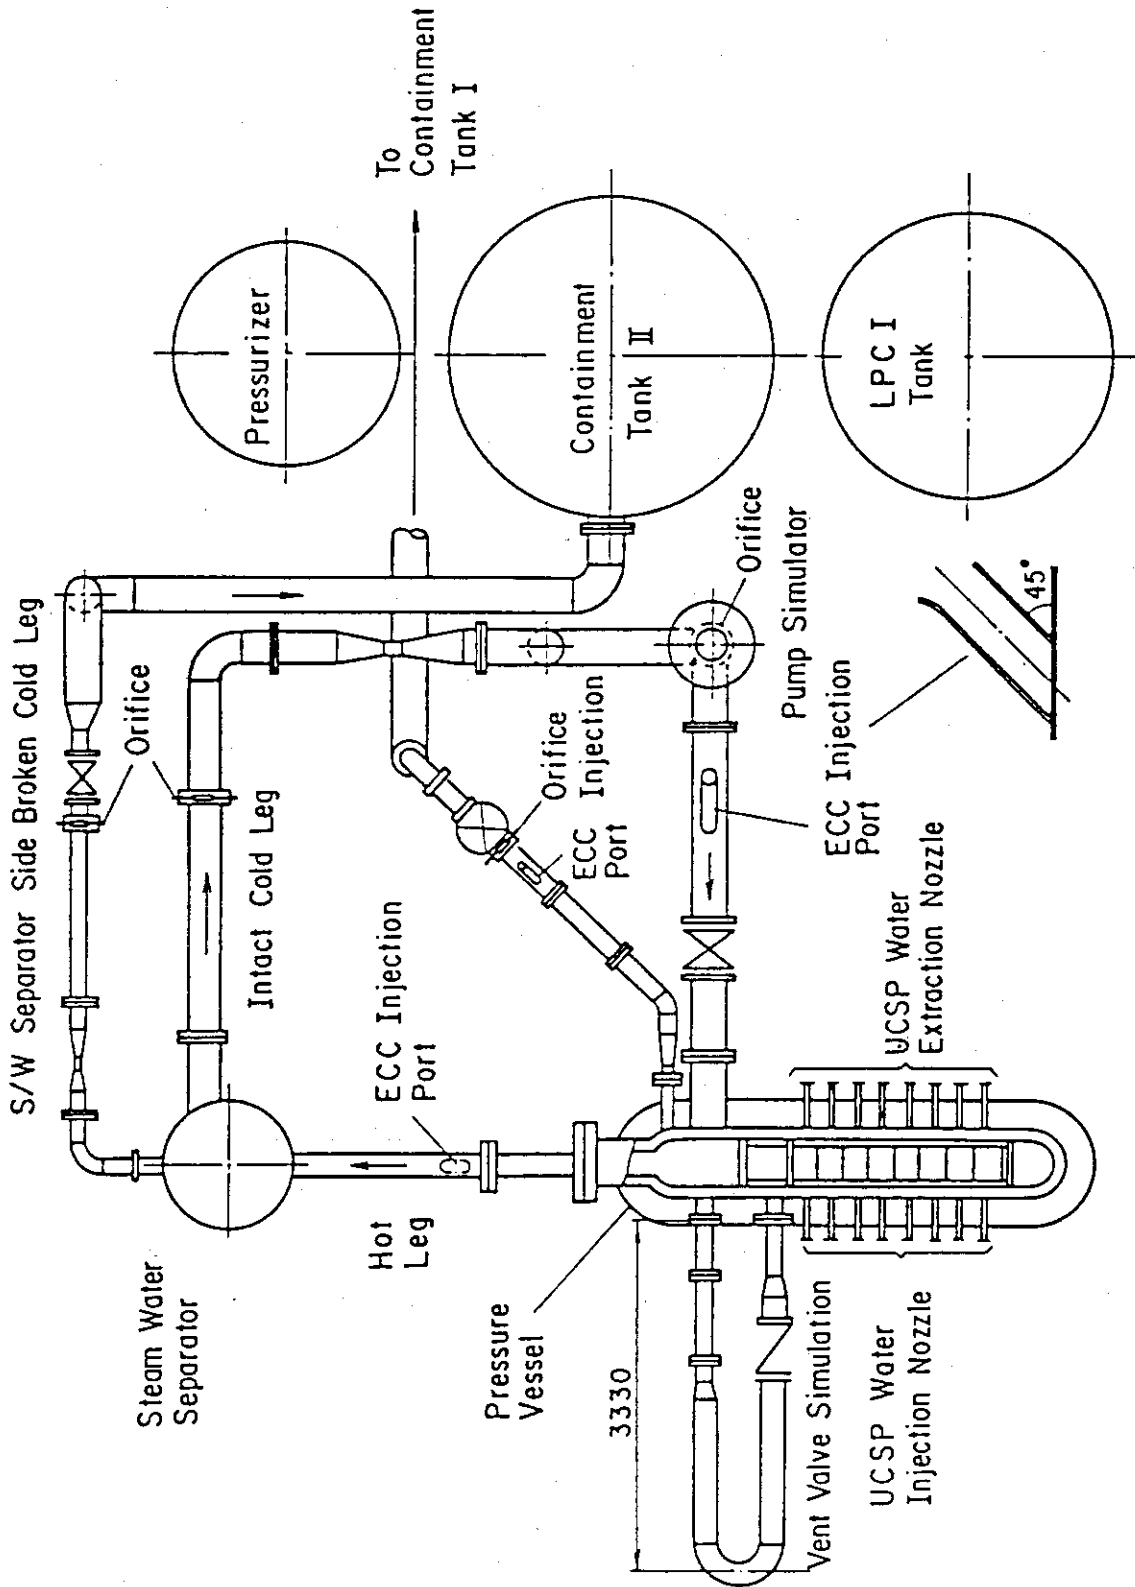 S/W Separator Side Broken Cold Leg
Orifice
Intact Cold Leg
Steam Water
Separator
Hot
Leg
ECC Injection
Port
Pressurizer
To
Containment
Tank I
Containment
Tank II
LPCI
Tank
Orifice
Injection
ECC
Port
Orifice
Pump Simulator
ECC Injection
Port
45°
Pressure
Vessel
3330
Vent Valve Simulation
UCSP Water
Injection Nozzle
UCSP Water
Extraction Nozzle